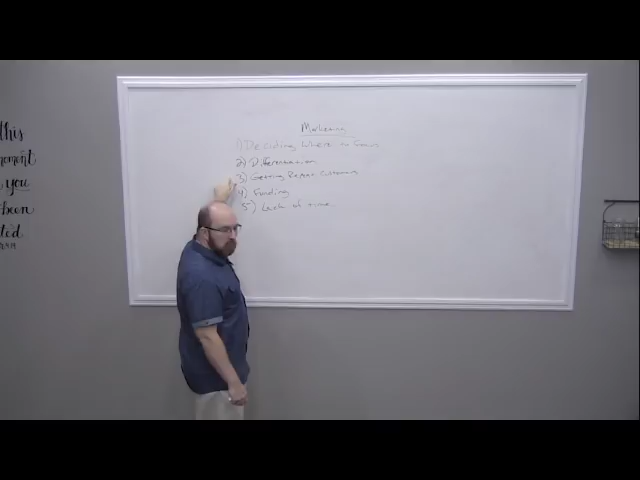 this
moment
you
been
Marketing
1) Deciding Where to
2) Differentiation
3) Getting Repeat Customers
4) Funding
5) Lack of time